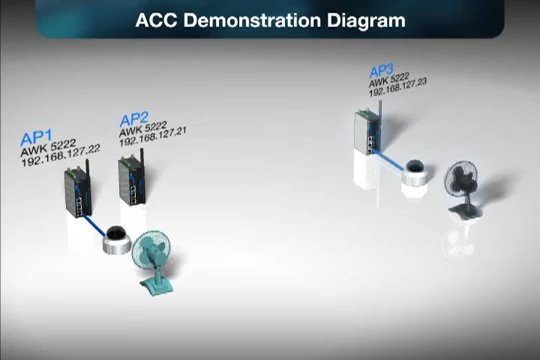 ACC Demonstration Diagram
AP1
AWK 5222
192.168.127.22
AP2
AWK 5222
192.168.127.21
AP3
AWK 5222
192.168.127.23